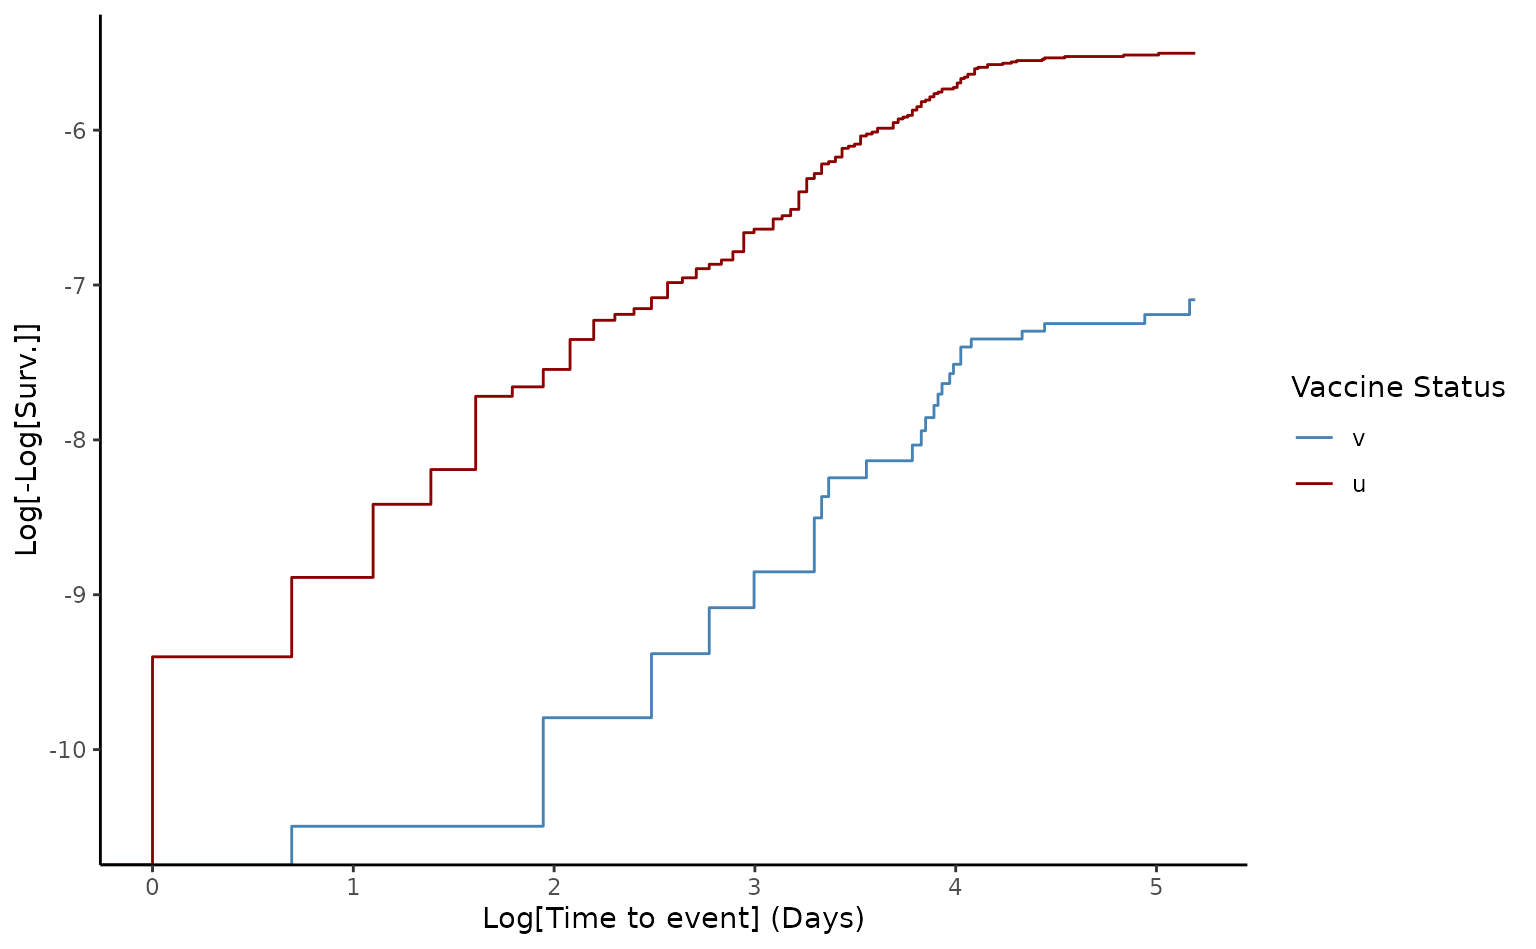 -6
-7
-8
-9
-10
Log[-Log[Surv.]]
0 1 2 3 4 5
Log[Time to event] (Days)
Vaccine Status
v
u